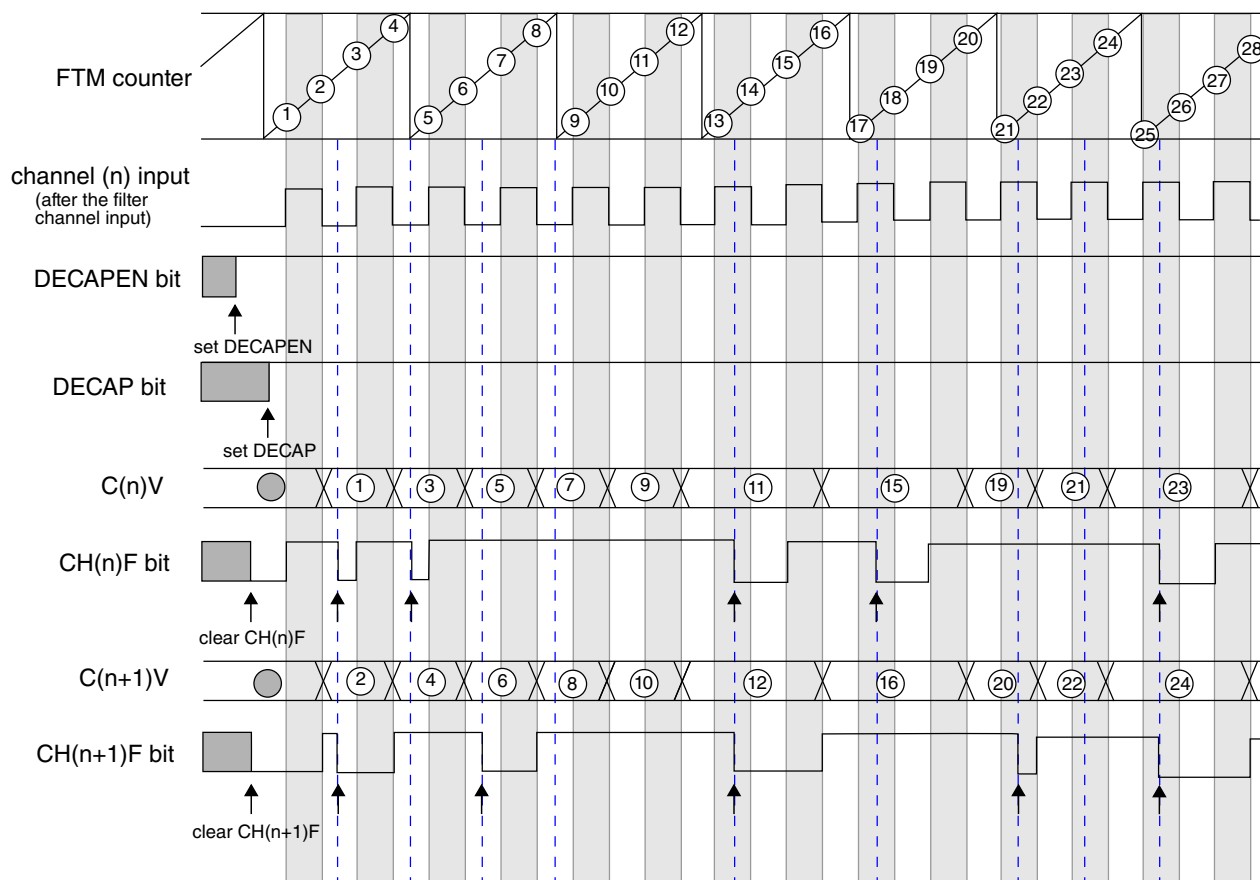 4 8 12 16 20 24 28
3 7 11 15 19 23 27
FTM counter
2 6 10 14 18 22 26
1 5 9 13 17 21 25
channel (n) input
(after the filter
channel input)
DECAPEN bit
set DECAPEN
DECAP bit
set DECAP
C(n)V 1 3 5 7 9 11 15 19 21 23
CH(n)F bit
clear CH(n)F
C(n+1)V 2 4 6 8 10 12 16 20 22 24
CH(n+1)F bit
clear CH(n+1)F